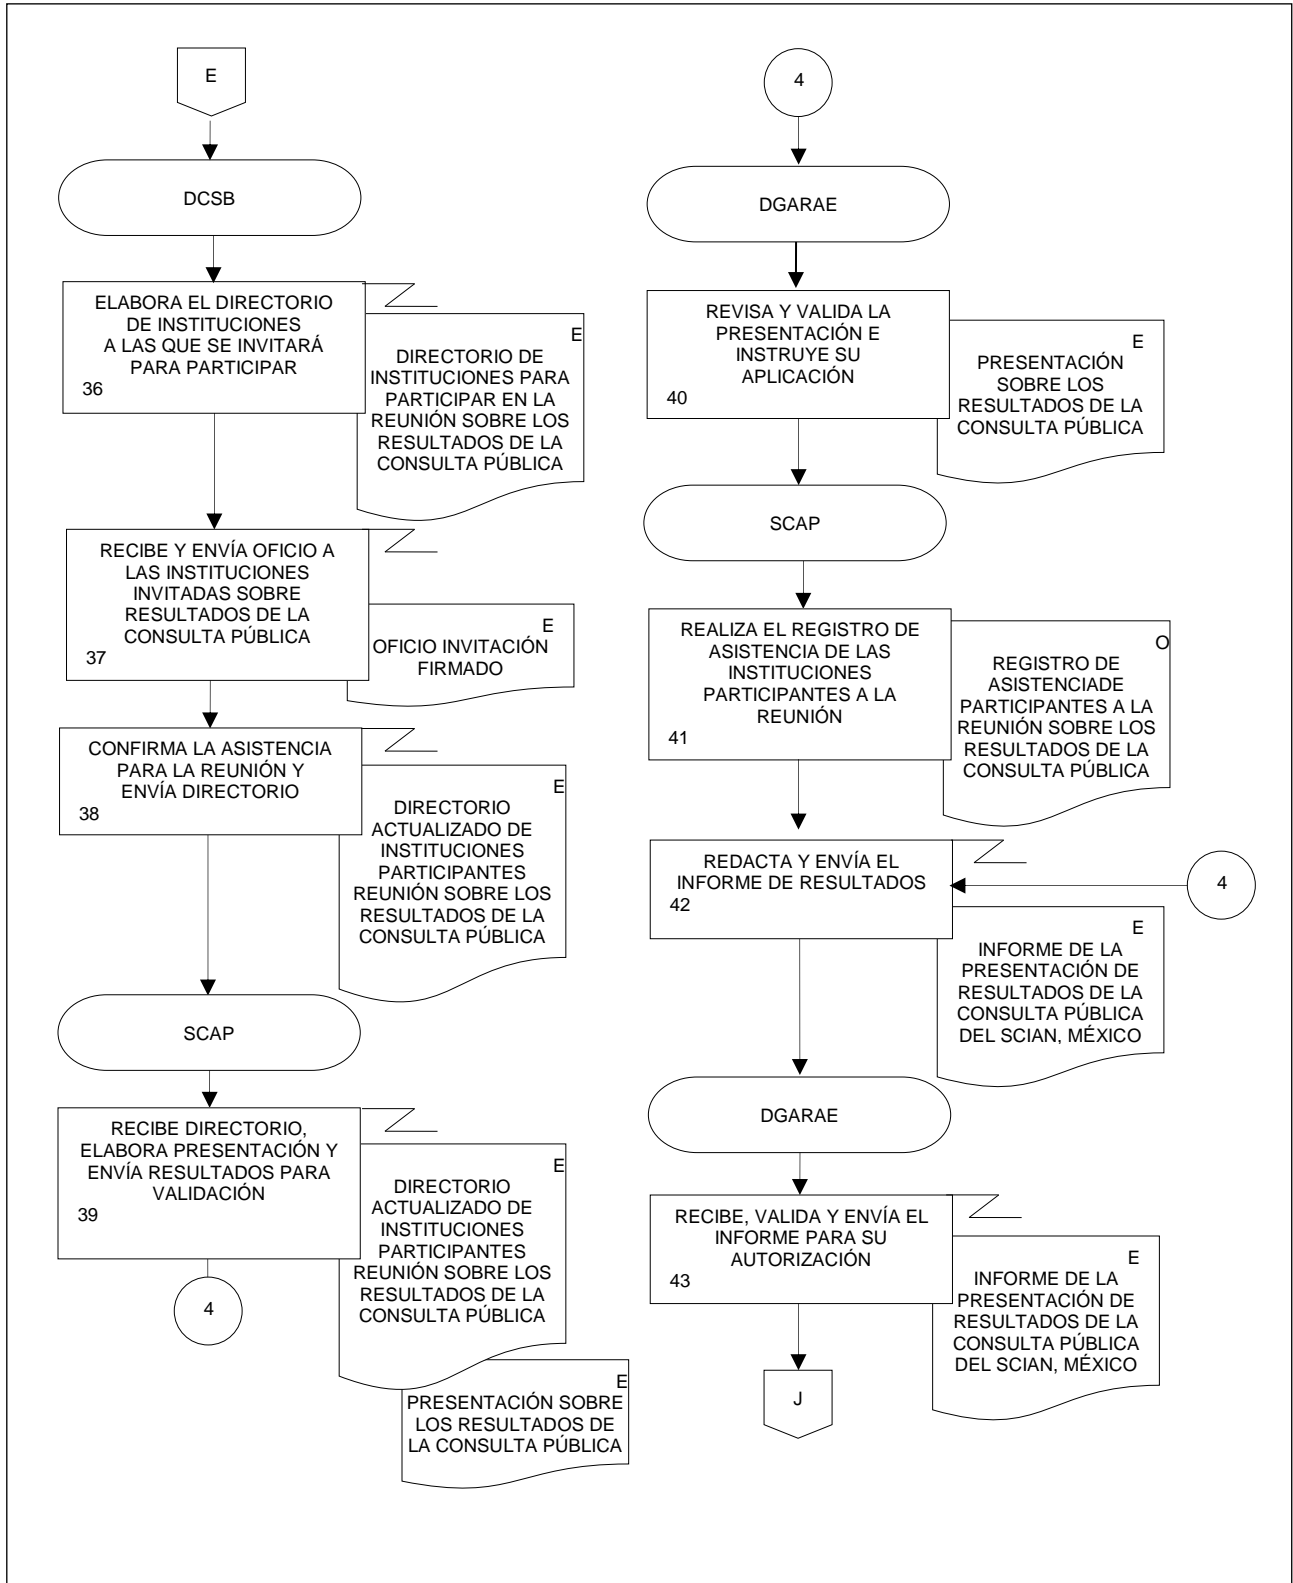 E
DCSB
ELABORA EL DIRECTORIO
DE INSTITUCIONES
A LAS QUE SE INVITARÁ
PARA PARTICIPAR
36
E
DIRECTORIO DE
INSTITUCIONES PARA
PARTICIPAR EN LA
REUNIÓN SOBRE LOS
RESULTADOS DE LA
CONSULTA PÚBLICA
RECIBE Y ENVÍA OFICIO A
LAS INSTITUCIONES
INVITADAS SOBRE
RESULTADOS DE LA
CONSULTA PÚBLICA
37
E
OFICIO INVITACIÓN
FIRMADO
CONFIRMA LA ASISTENCIA
PARA LA REUNIÓN Y
ENVÍA DIRECTORIO
38
E
DIRECTORIO
ACTUALIZADO DE
INSTITUCIONES
PARTICIPANTES
REUNIÓN SOBRE LOS
RESULTADOS DE LA
CONSULTA PÚBLICA
SCAP
RECIBE DIRECTORIO,
ELABORA PRESENTACIÓN Y
ENVÍA RESULTADOS PARA
VALIDACIÓN
39
E
DIRECTORIO
ACTUALIZADO DE
INSTITUCIONES
PARTICIPANTES
REUNIÓN SOBRE LOS
RESULTADOS DE LA
CONSULTA PÚBLICA
E
PRESENTACIÓN SOBRE
LOS RESULTADOS DE
LA CONSULTA PÚBLICA
4
4
DGARAE
REVISA Y VALIDA LA
PRESENTACIÓN E
INSTRUYE SU
APLICACIÓN
40
E
PRESENTACIÓN
SOBRE LOS
RESULTADOS DE LA
CONSULTA PÚBLICA
SCAP
REALIZA EL REGISTRO DE
ASISTENCIA DE LAS
INSTITUCIONES
PARTICIPANTES A LA
REUNIÓN
41
O
REGISTRO DE
ASISTENCIADE
PARTICIPANTES A LA
REUNIÓN SOBRE LOS
RESULTADOS DE LA
CONSULTA PÚBLICA
REDACTA Y ENVÍA EL
INFORME DE RESULTADOS
42
4
E
INFORME DE LA
PRESENTACIÓN DE
RESULTADOS DE LA
CONSULTA PÚBLICA
DEL SCIAN, MÉXICO
DGARAE
RECIBE, VALIDA Y ENVÍA EL
INFORME PARA SU
AUTORIZACIÓN
43
E
INFORME DE LA
PRESENTACIÓN DE
RESULTADOS DE LA
CONSULTA PÚBLICA
DEL SCIAN, MÉXICO
J